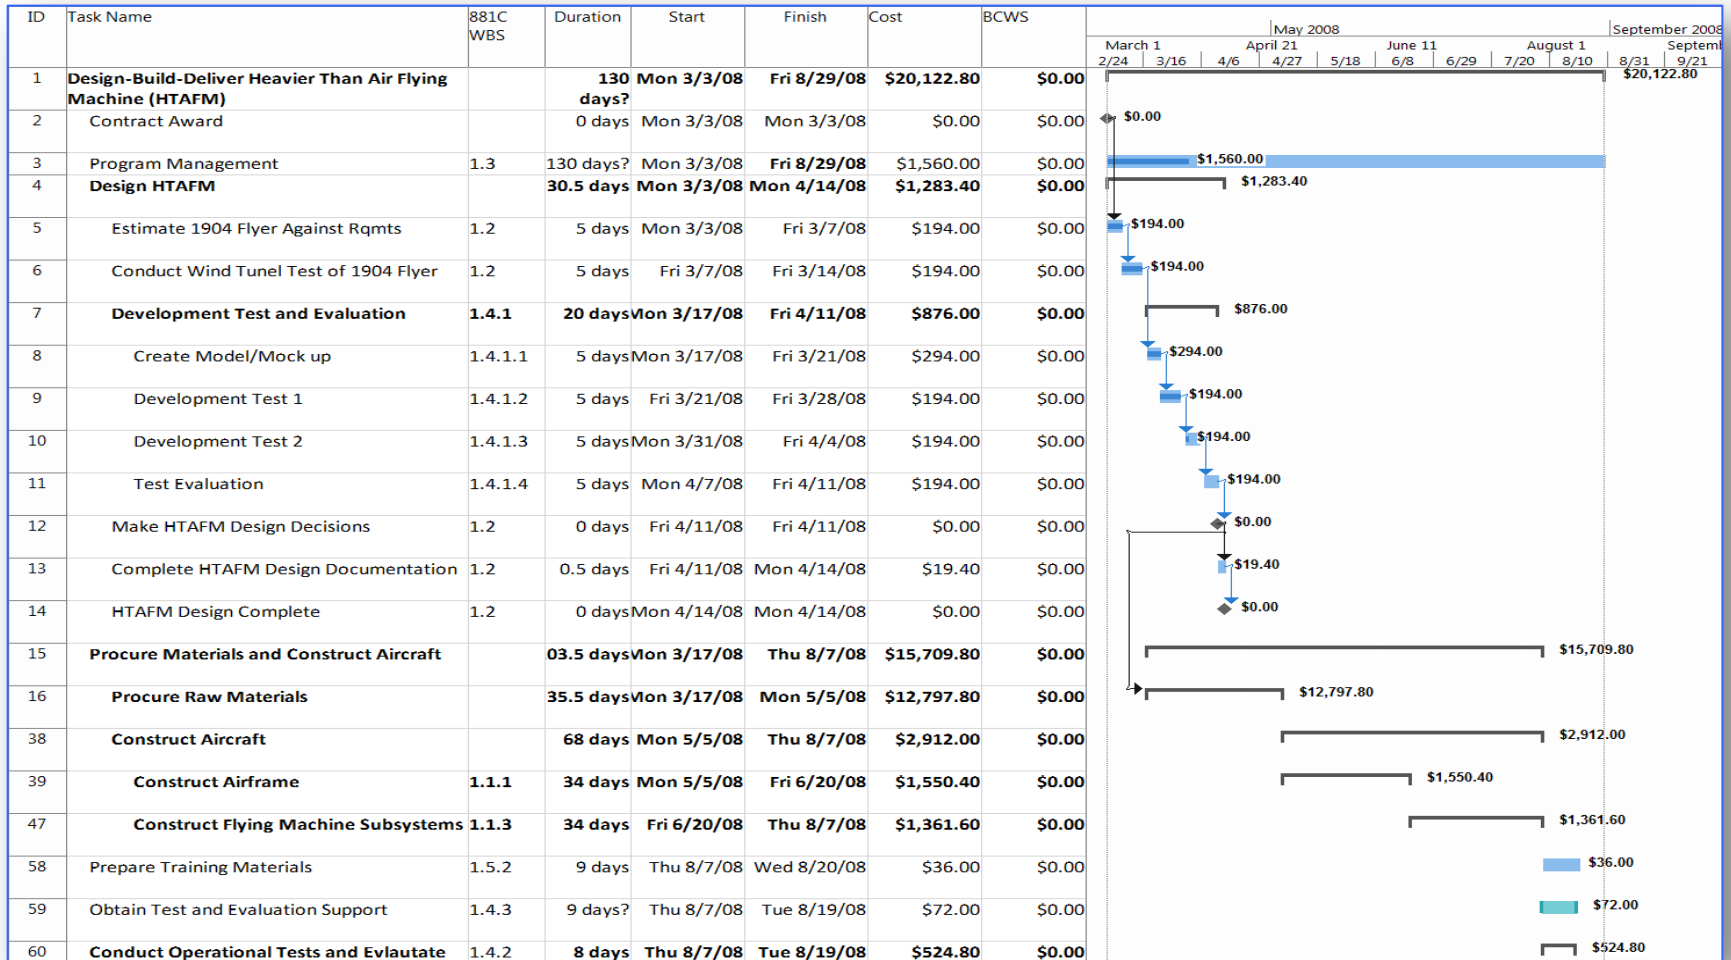 ID Task Name 881C WBS Duration Start Finish Cost BCWS
May 2008 September 2008
March 1 April 21 June 11 August 1 Septem
2/24 3/16 4/6 4/27 5/18 6/8 6/29 7/20 8/10 8/31 9/21
1 Design-Build-Deliver Heavier Than Air Flying Machine (HTAFM) 130 days? Mon 3/3/08 Fri 8/29/08 $20,122.80 $0.00 $20,122.80
2 Contract Award 0 days Mon 3/3/08 Mon 3/3/08 $0.00 $0.00 $0.00
3 Program Management 1.3 130 days? Mon 3/3/08 Fri 8/29/08 $1,560.00 $0.00 $1,560.00
4 Design HTAFM 30.5 days Mon 3/3/08 Mon 4/14/08 $1,283.40 $0.00 $1,283.40
5 Estimate 1904 Flyer Against Rqmts 1.2 5 days Mon 3/3/08 Fri 3/7/08 $194.00 $0.00 $194.00
6 Conduct Wind Tunel Test of 1904 Flyer 1.2 5 days Fri 3/7/08 Fri 3/14/08 $194.00 $0.00 $194.00
7 Development Test and Evaluation 1.4.1 20 days Mon 3/17/08 Fri 4/11/08 $876.00 $0.00 $876.00
8 Create Model/Mock up 1.4.1.1 5 days Mon 3/17/08 Fri 3/21/08 $294.00 $0.00 $294.00
9 Development Test 1 1.4.1.2 5 days Fri 3/21/08 Fri 3/28/08 $194.00 $0.00 $194.00
10 Development Test 2 1.4.1.3 5 days Mon 3/31/08 Fri 4/4/08 $194.00 $0.00 $194.00
11 Test Evaluation 1.4.1.4 5 days Mon 4/7/08 Fri 4/11/08 $194.00 $0.00 $194.00
12 Make HTAFM Design Decisions 1.2 0 days Fri 4/11/08 Fri 4/11/08 $0.00 $0.00 $0.00
13 Complete HTAFM Design Documentation 1.2 0.5 days Fri 4/11/08 Mon 4/14/08 $19.40 $0.00 $19.40
14 HTAFM Design Complete 1.2 0 days Mon 4/14/08 Mon 4/14/08 $0.00 $0.00 $0.00
15 Procure Materials and Construct Aircraft 03.5 days Mon 3/17/08 Thu 8/7/08 $15,709.80 $0.00 $15,709.80
16 Procure Raw Materials 35.5 days Mon 3/17/08 Mon 5/5/08 $12,797.80 $0.00 $12,797.80
38 Construct Aircraft 68 days Mon 5/5/08 Thu 8/7/08 $2,912.00 $0.00 $2,912.00
39 Construct Airframe 1.1.1 34 days Mon 5/5/08 Fri 6/20/08 $1,550.40 $0.00 $1,550.40
47 Construct Flying Machine Subsystems 1.1.3 34 days Fri 6/20/08 Thu 8/7/08 $1,361.60 $0.00 $1,361.60
58 Prepare Training Materials 1.5.2 9 days Thu 8/7/08 Wed 8/20/08 $36.00 $0.00 $36.00
59 Obtain Test and Evaluation Support 1.4.3 9 days? Thu 8/7/08 Tue 8/19/08 $72.00 $0.00 $72.00
60 Conduct Operational Tests and Evlautate 1.4.2 8 days Thu 8/7/08 Tue 8/19/08 $524.80 $0.00 $524.80